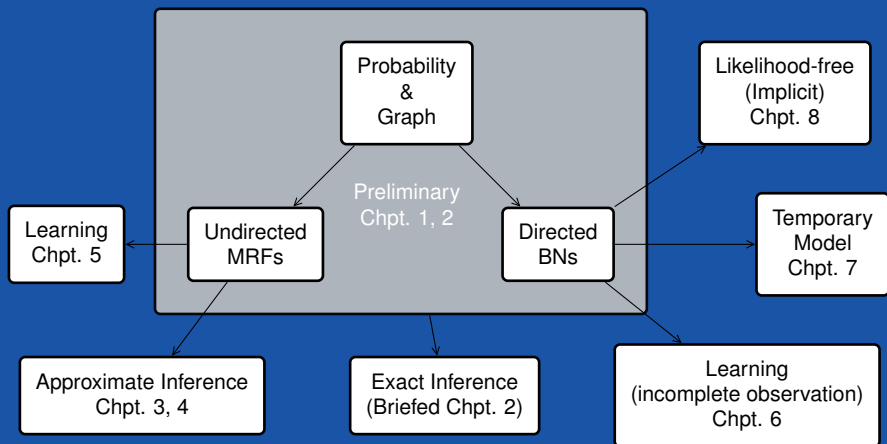 Probability
&
Graph
Likelihood-free
(Implicit)
Chpt. 8
Preliminary
Chpt. 1, 2
Learning
Chpt. 5
Undirected
MRFs
Directed
BNs
Temporary
Model
Chpt. 7
Approximate Inference
Chpt. 3, 4
Exact Inference
(Briefed Chpt. 2)
Learning
(incomplete observation)
Chpt. 6